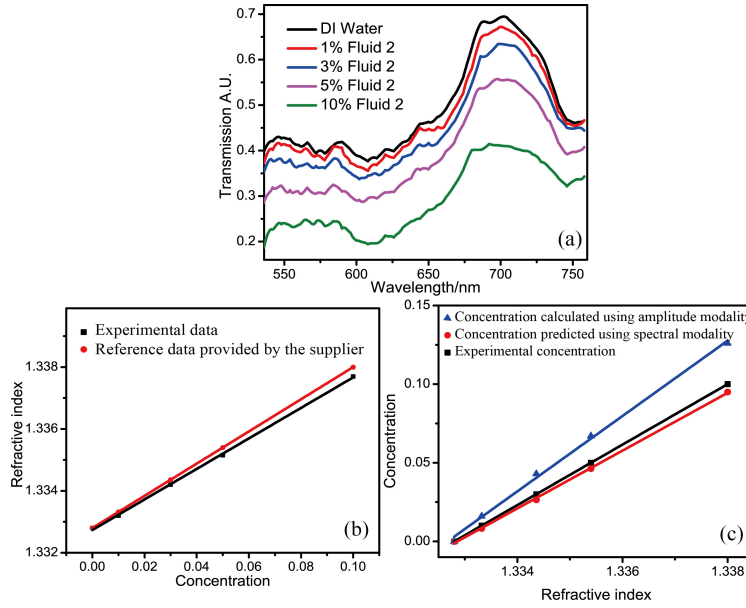 0.7
0.6
0.5
0.4
0.3
0.2
Transmission A.U.
DI Water
1% Fluid 2
3% Fluid 2
5% Fluid 2
10% Fluid 2
(a)
550 600 650 700 750
Wavelength/nm
1.338
1.336
1.334
1.333
1.332
Refractive index
Experimental data
Reference data provided by the supplier
(b)
0.00 0.02 0.04 0.06 0.08 0.10
Concentration
0.15
0.10
0.05
0.00
Concentration
Concentration calculated using amplitude modality
Concentration predicted using spectral modality
Experimental concentration
(c)
1.334 1.336 1.338
Refractive index